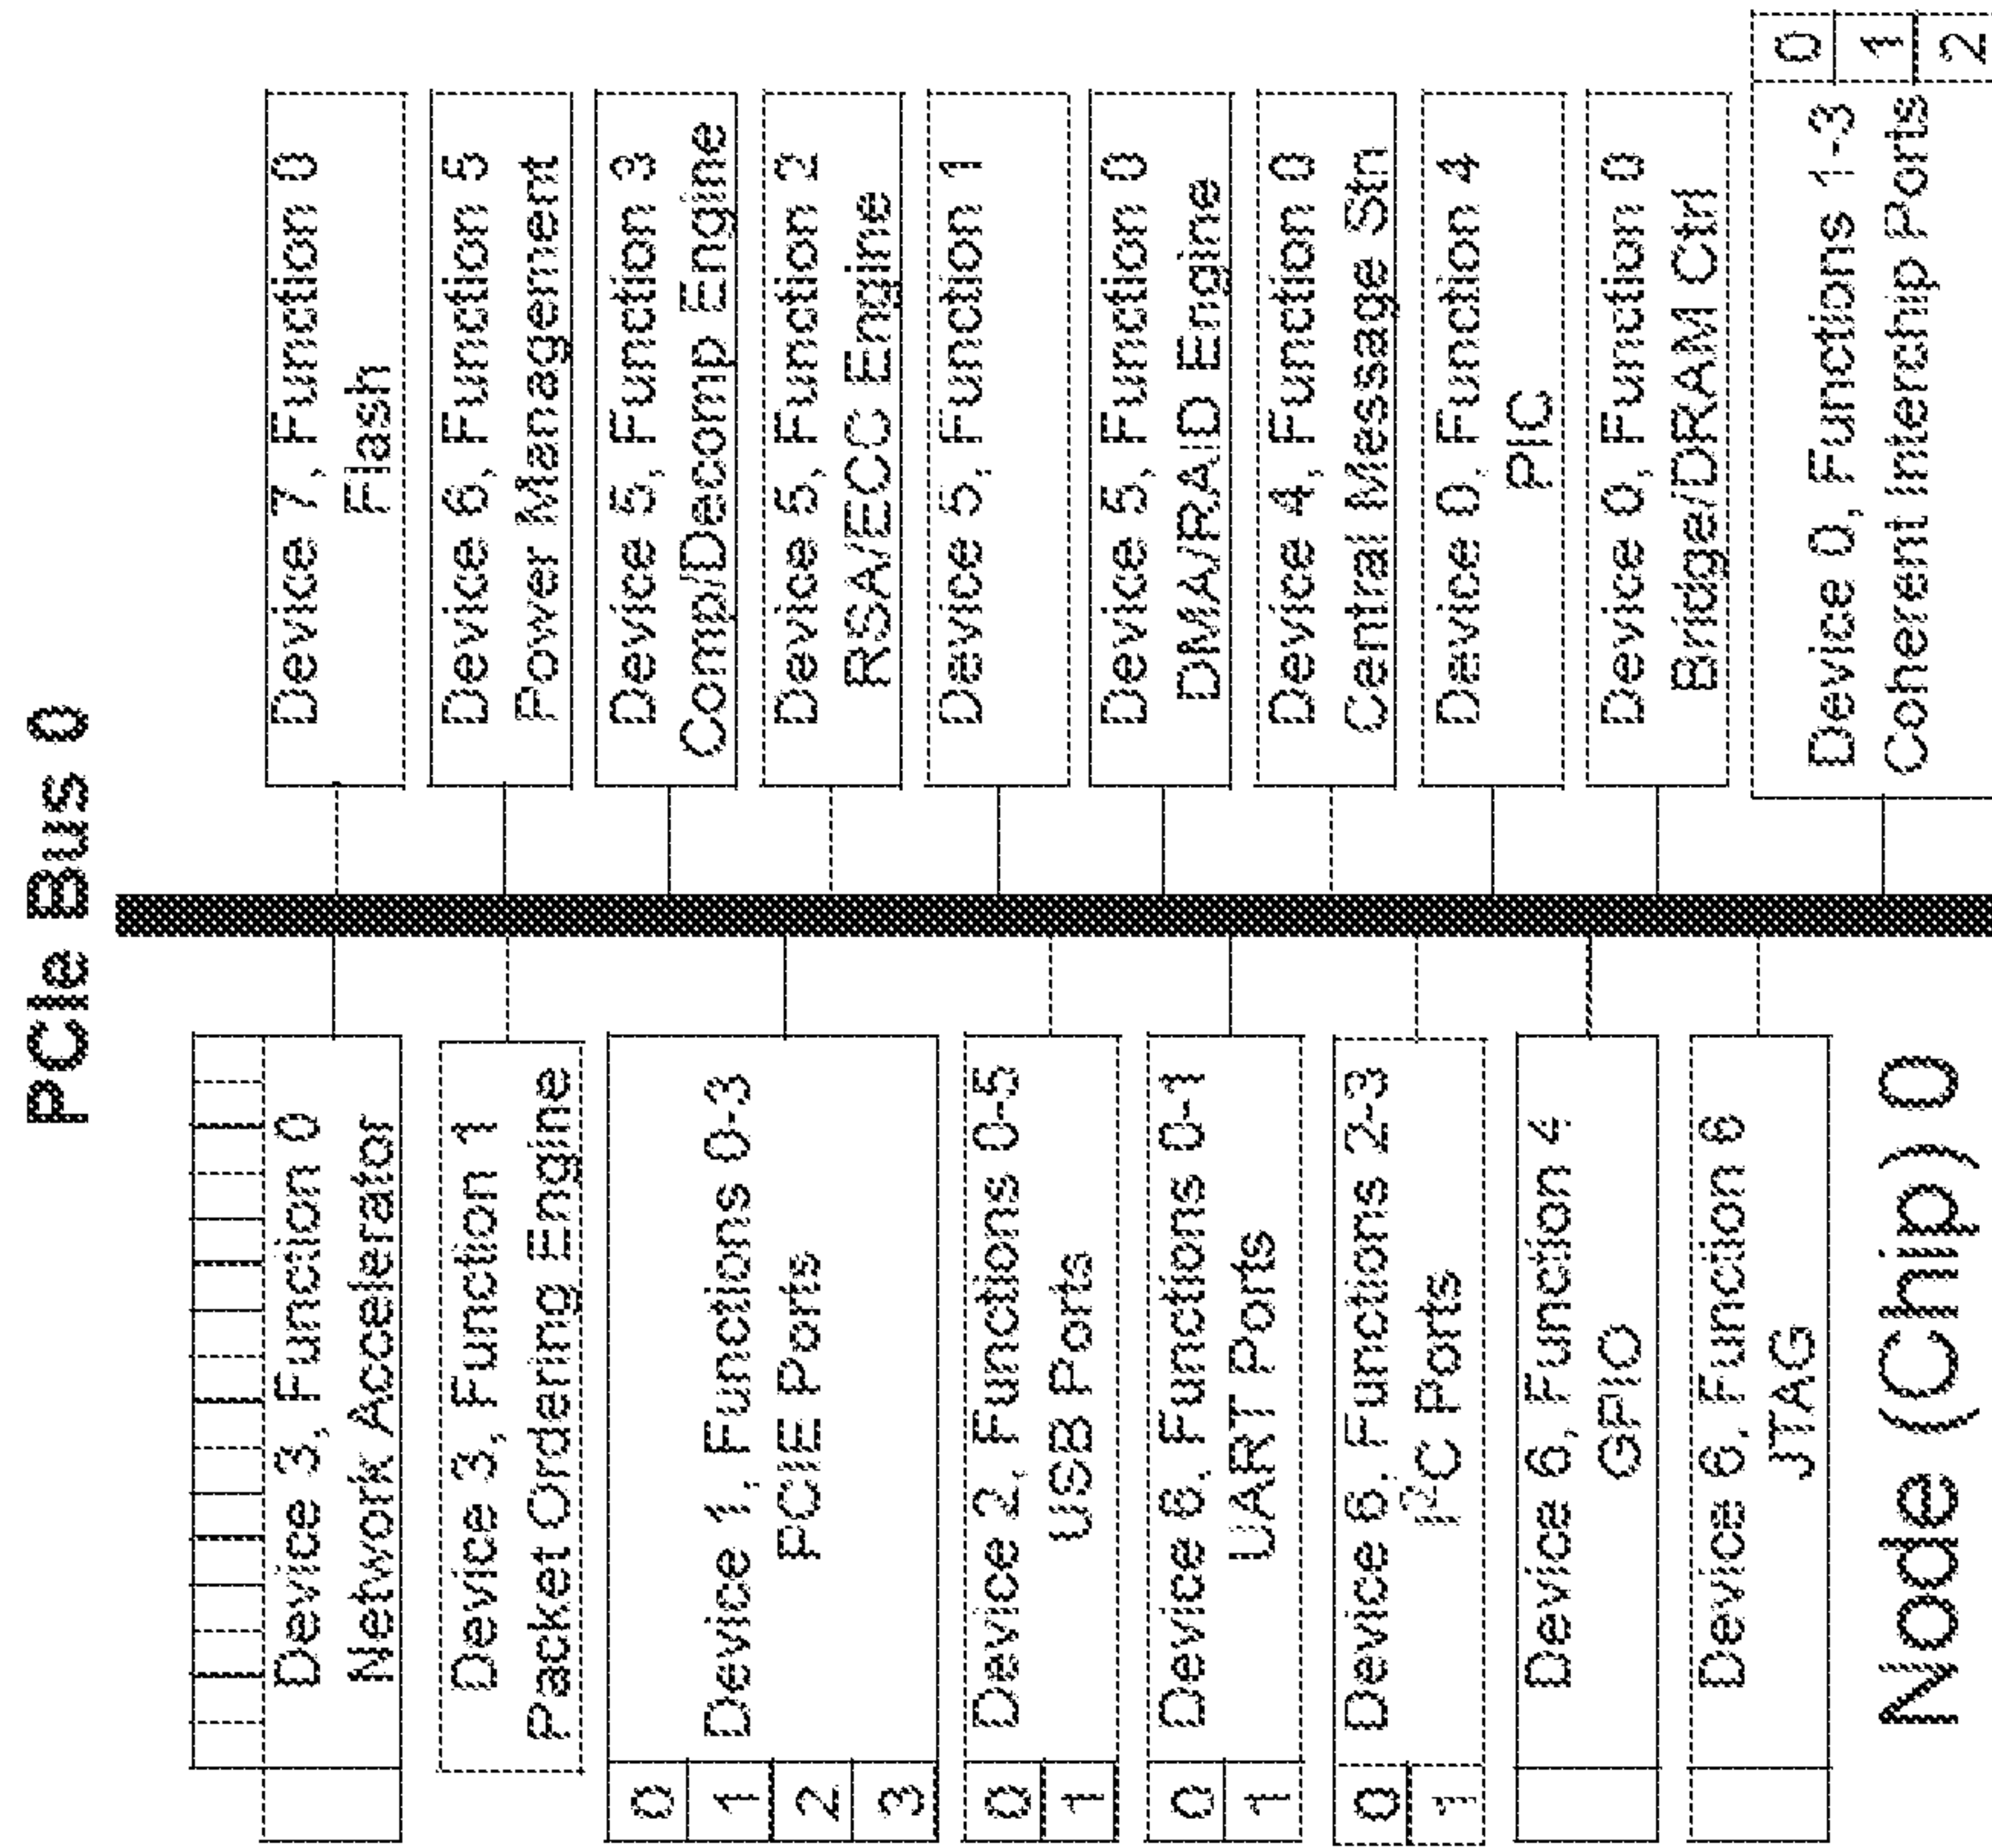 PCIe Bus 0
Device 3, Function 0
Network Accelerator
Device 3, Function 1
Packet Ordering Engine
0
1
2
3
Device 1, Functions 0-3
PCIE Ports
0
1
Device 2, Functions 0-5
USB Ports
0
1
Device 6, Functions 0-1
UART Ports
0
1
Device 6, Functions 2-3
I²C Ports
Device 6, Function 4
GPIO
Device 6, Function 6
JTAG
Node (Chip) 0
Device 7, Function 0
Flash
Device 6, Function 5
Power Management
Device 5, Function 3
Comp/Decomp Engine
Device 5, Function 2
RSA/ECC Engine
Device 5, Function 1
Device 5, Function 0
DMA/RAID Engine
Device 4, Function 0
Central Message Stn
Device 0, Function 4
PIC
Device 0, Function 0
Bridge/DRAM Ctrl
Device 0, Functions 1-3
Coherent Interchip Ports
0
1
2